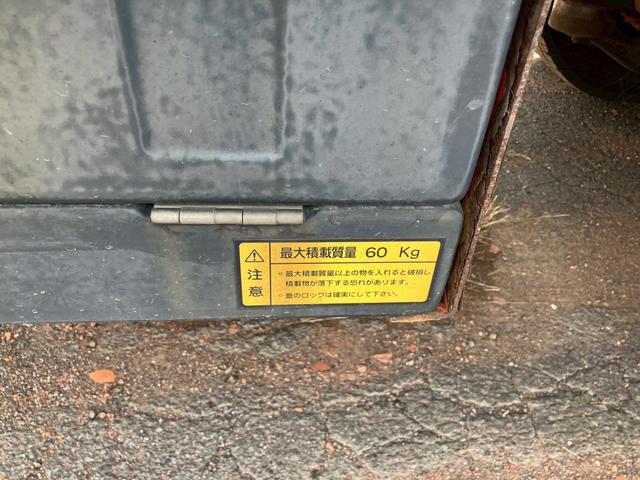 最大積載質量 60 Kg
注意
○最大積載質量以上の物を入れると破損し
積載物が落下する恐れがあります。
○蓋のロックは確実にして下さい。